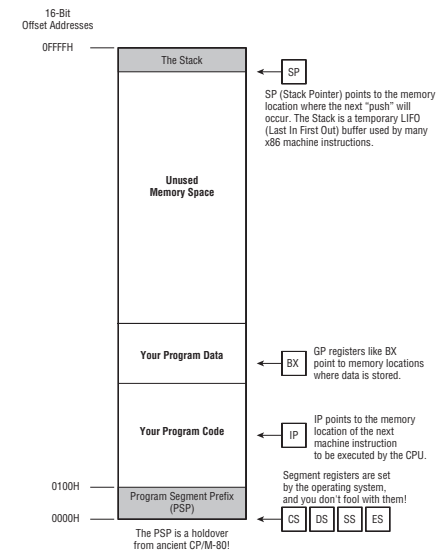 16-Bit
Offset Addresses
0FFFFH
The Stack
SP
SP (Stack Pointer) points to the memory
location where the next “push” will
occur. The Stack is a temporary LIFO
(Last In First Out) buffer used by many
x86 machine instructions.
Unused
Memory Space
Your Program Data
BX
GP registers like BX
point to memory locations
where data is stored.
Your Program Code
IP
IP points to the memory
location of the next
machine instruction
to be executed by the CPU.
0100H
Program Segment Prefix
(PSP)
0000H
Segment registers are set
by the operating system,
and you don’t fool with them!
CS DS SS ES
The PSP is a holdover
from ancient CP/M-80!